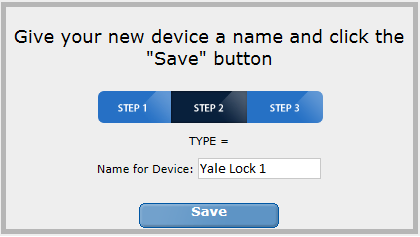 Give your new device a name and click the
"Save" button
STEP 1 STEP 2 STEP 3
TYPE =
Name for Device: Yale Lock 1
Save